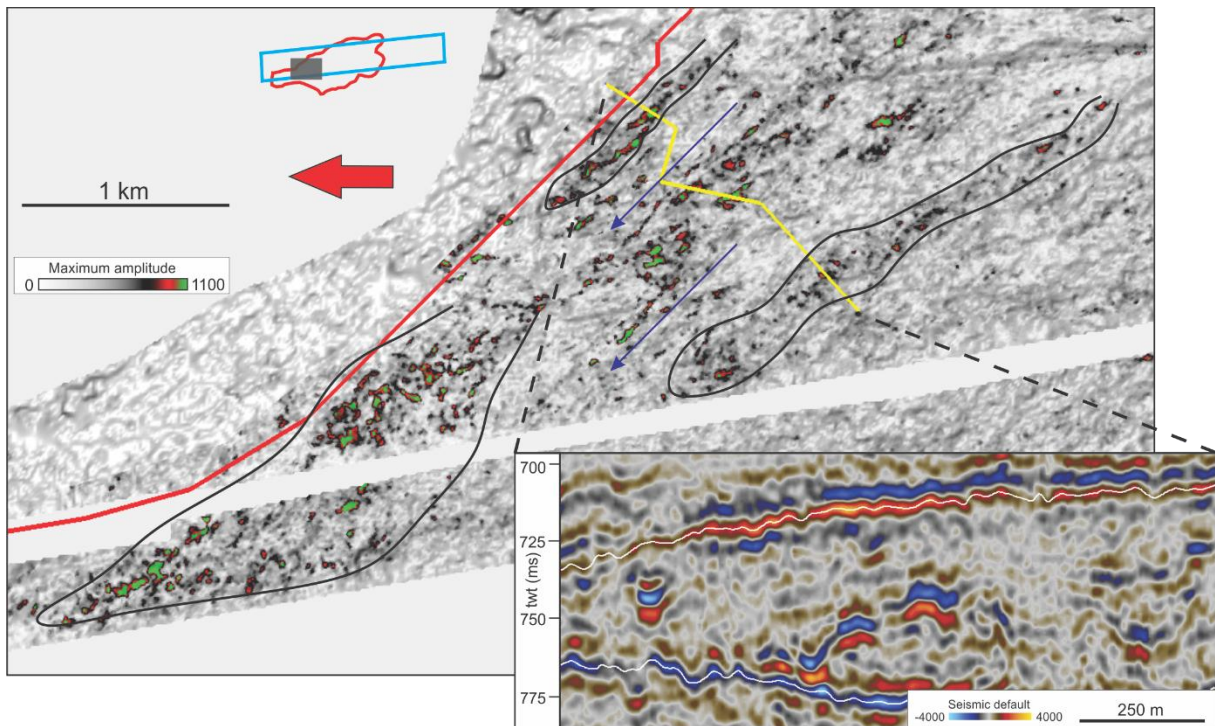 1 km
Maximum amplitude
0 1100
700
725
750
775
twt (ms)
Seismic default
-4000 4000
250 m